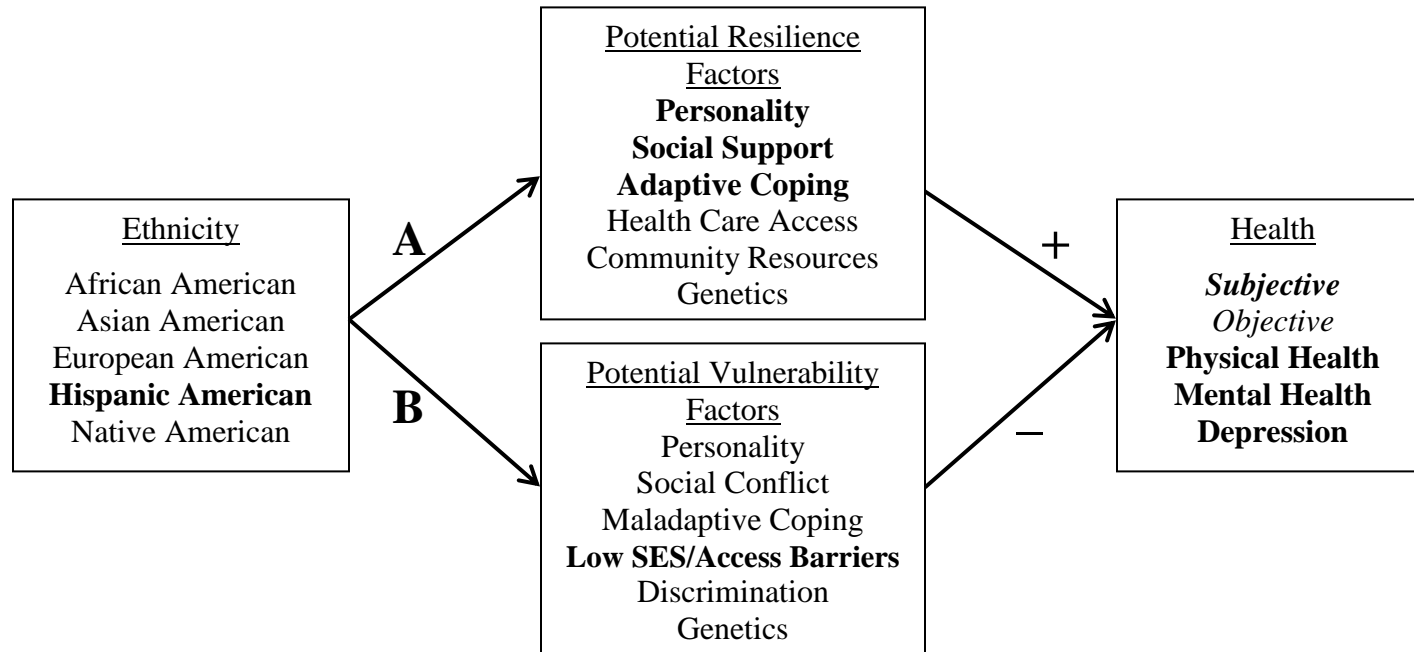 Ethnicity
African American
Asian American
European American
Hispanic American
Native American
A
B
Potential Resilience
Factors
Personality
Social Support
Adaptive Coping
Health Care Access
Community Resources
Genetics
Potential Vulnerability
Factors
Personality
Social Conflict
Maladaptive Coping
Low SES/Access Barriers
Discrimination
Genetics
+
−
Health
Subjective
Objective
Physical Health
Mental Health
Depression